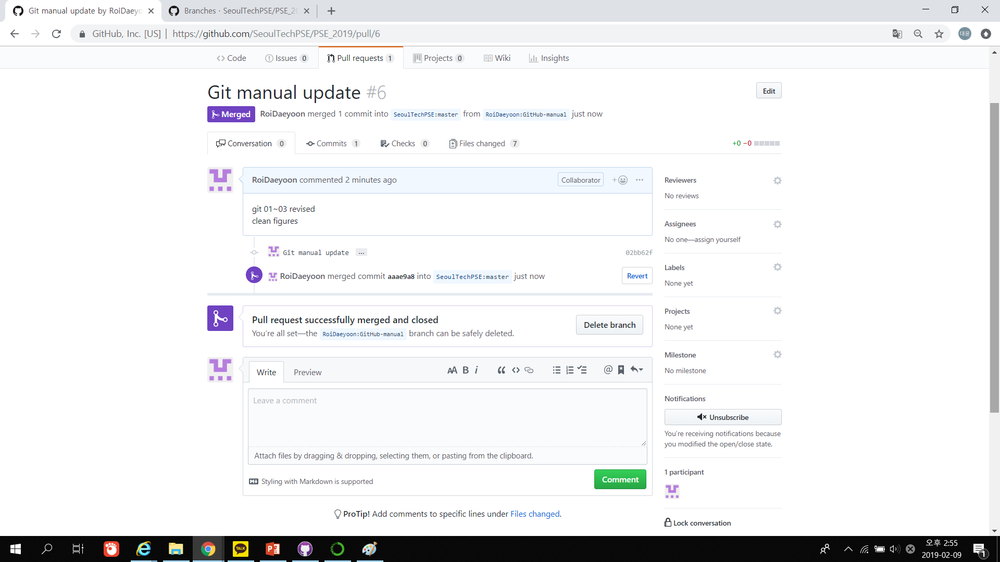 Git manual update by RoiDaeyo
Branches · SeoulTechPSE/PSE_20
GitHub, Inc. [US] | https://github.com/SeoulTechPSE/PSE_2019/pull/6
대윤
Code
Issues 0
Pull requests 1
Projects 0
Wiki
Insights
Git manual update #6
Edit
Merged RoiDaeyoon merged 1 commit into SeoulTechPSE:master from RoiDaeyoon:GitHub-manual just now
Conversation 0
Commits 1
Checks 0
Files changed 7
+0 −0
RoiDaeyoon commented 2 minutes ago
Collaborator
git 01~03 revised
clean figures
Git manual update ...
02bb62f
RoiDaeyoon merged commit aaae9a8 into SeoulTechPSE:master just now
Revert
Pull request successfully merged and closed
You're all set—the RoiDaeyoon:GitHub-manual branch can be safely deleted.
Delete branch
Write
Preview
Leave a comment
Attach files by dragging & dropping, selecting them, or pasting from the clipboard.
Styling with Markdown is supported
Comment
ProTip! Add comments to specific lines under Files changed.
Reviewers
No reviews
Assignees
No one—assign yourself
Labels
None yet
Projects
None yet
Milestone
No milestone
Notifications
Unsubscribe
You're receiving notifications because
you modified the open/close state.
1 participant
Lock conversation
TALK
오후 2:55
2019-02-09
1